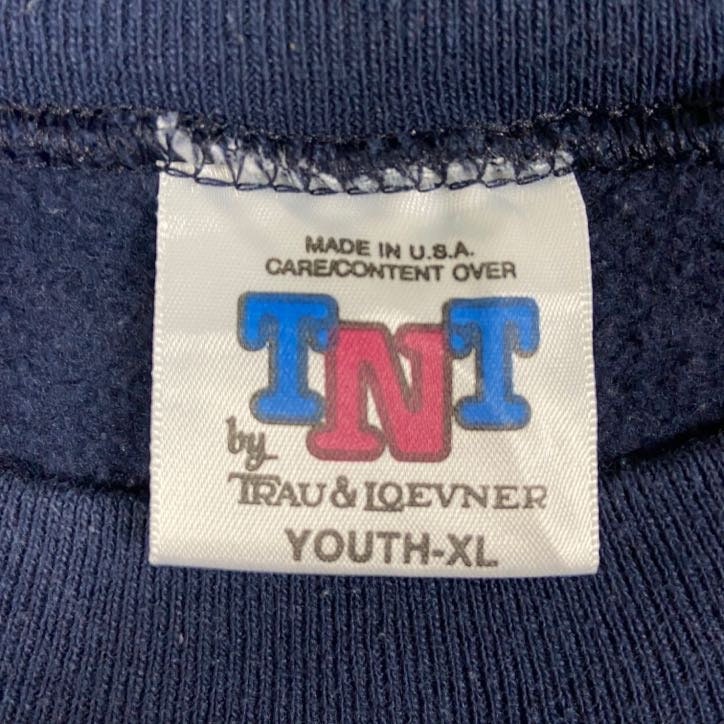 MADE IN U.S.A.
CARE/CONTENT OVER
TNT
by
TRAU & LOEVNER
YOUTH-XL